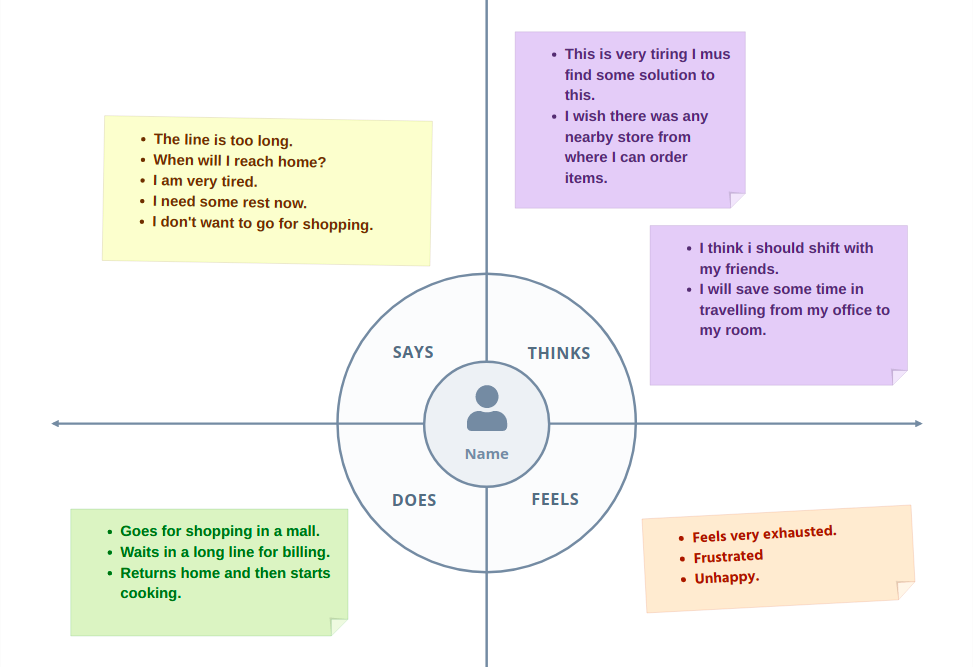 • The line is too long.
• When will I reach home?
• I am very tired.
• I need some rest now.
• I don't want to go for shopping.
• This is very tiring I mus
find some solution to
this.
• I wish there was any
nearby store from
where I can order
items.
• I think i should shift with
my friends.
• I will save some time in
travelling from my office to
my room.
SAYS
THINKS
Name
DOES
FEELS
• Goes for shopping in a mall.
• Waits in a long line for billing.
• Returns home and then starts
cooking.
• Feels very exhausted.
• Frustrated
• Unhappy.